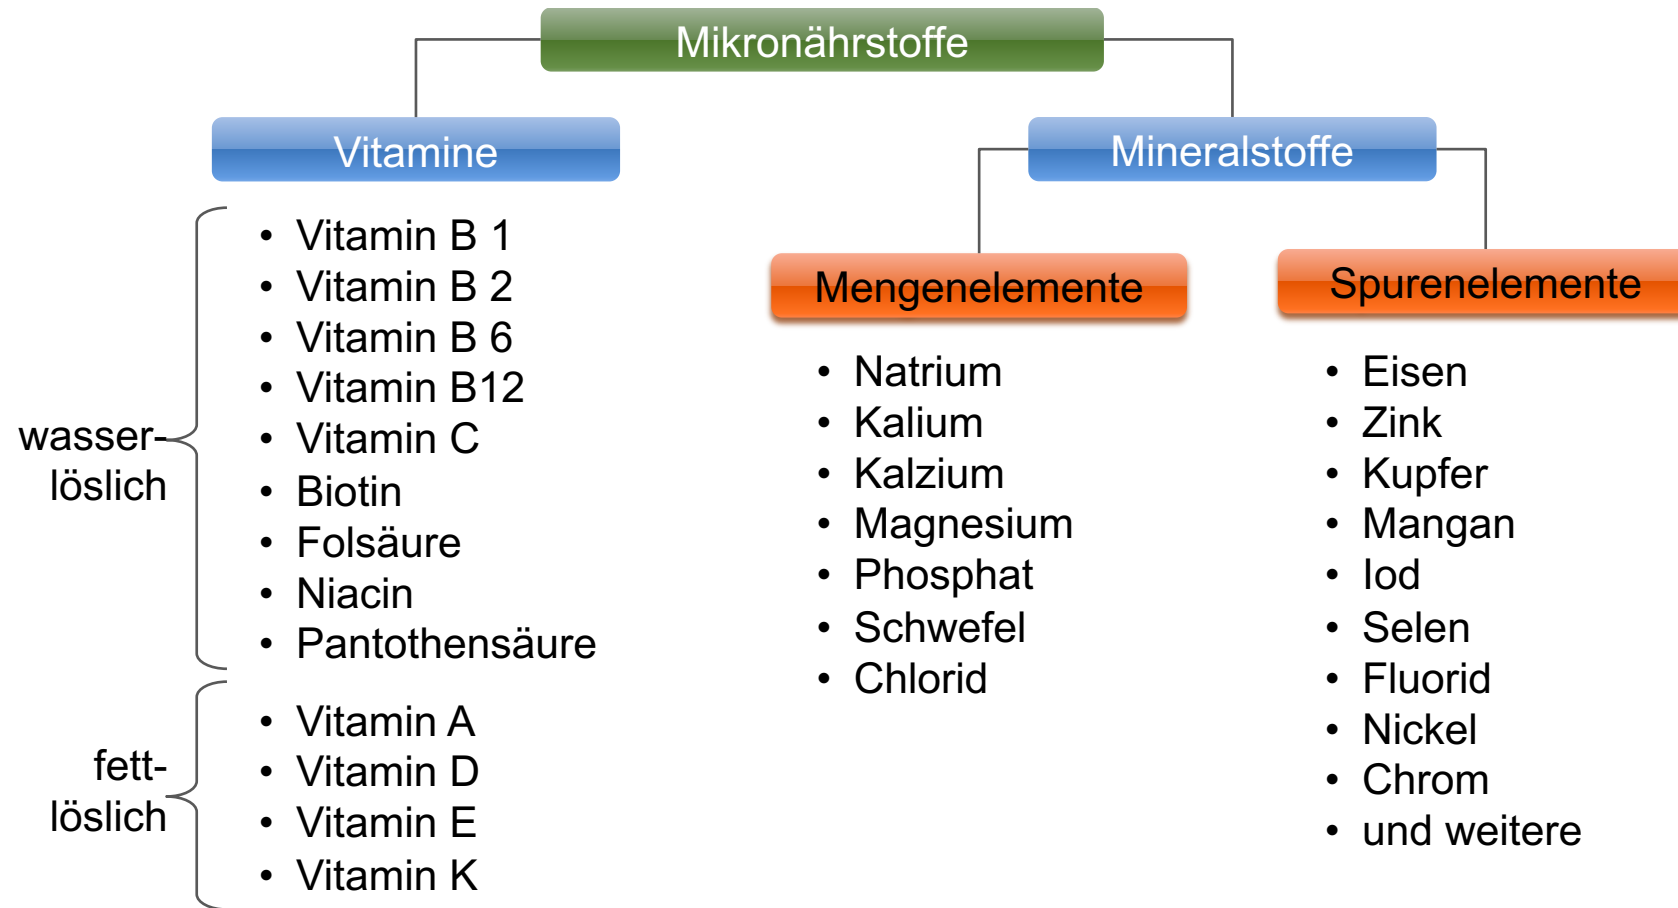 Mikronährstoffe
Vitamine
Mineralstoffe
wasser-
löslich
• Vitamin B 1
• Vitamin B 2
• Vitamin B 6
• Vitamin B12
• Vitamin C
• Biotin
• Folsäure
• Niacin
• Pantothensäure
fett-
löslich
• Vitamin A
• Vitamin D
• Vitamin E
• Vitamin K
Mengenelemente
• Natrium
• Kalium
• Kalzium
• Magnesium
• Phosphat
• Schwefel
• Chlorid
Spurenelemente
• Eisen
• Zink
• Kupfer
• Mangan
• Iod
• Selen
• Fluorid
• Nickel
• Chrom
• und weitere